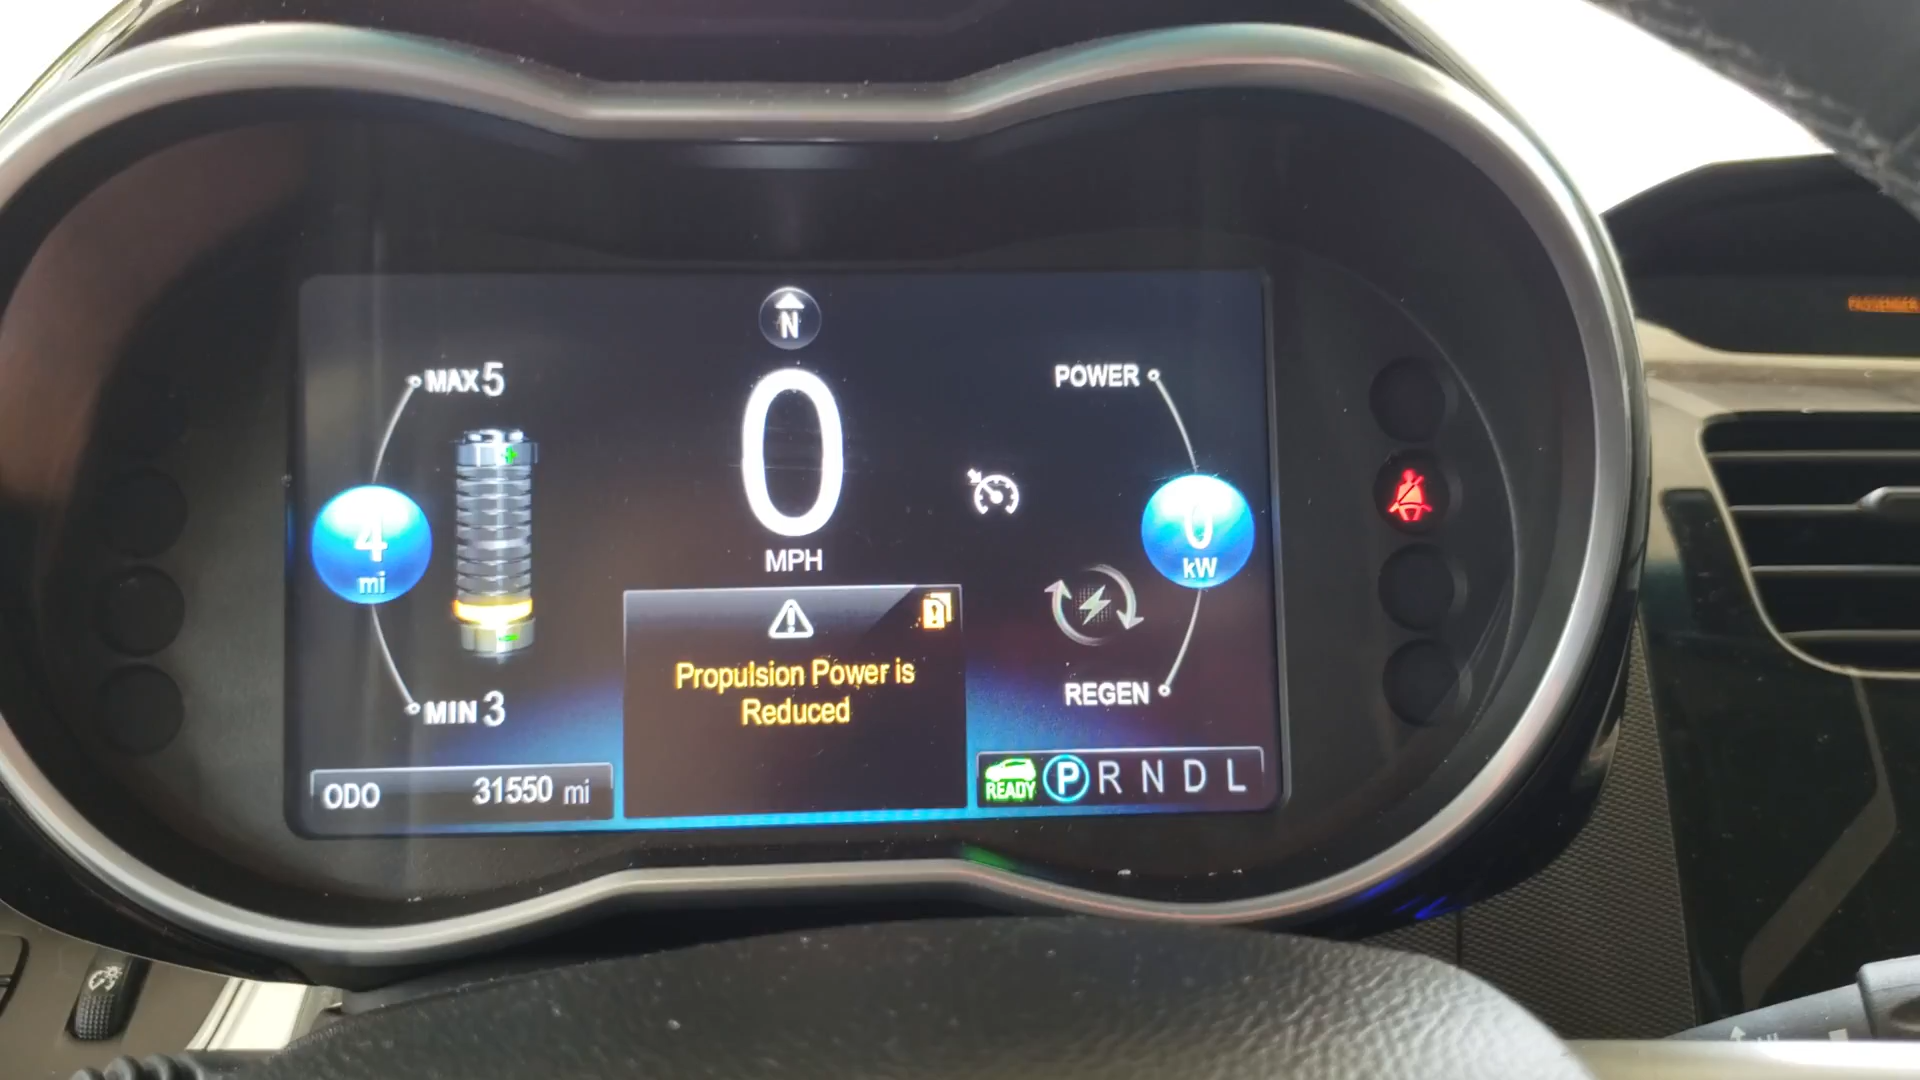 N
MAX 5
POWER
0
4
mi
0
kW
MPH
Propulsion Power is
Reduced
MIN 3
REGEN
ODO 31550 mi
READY P R N D L
PASSENGER